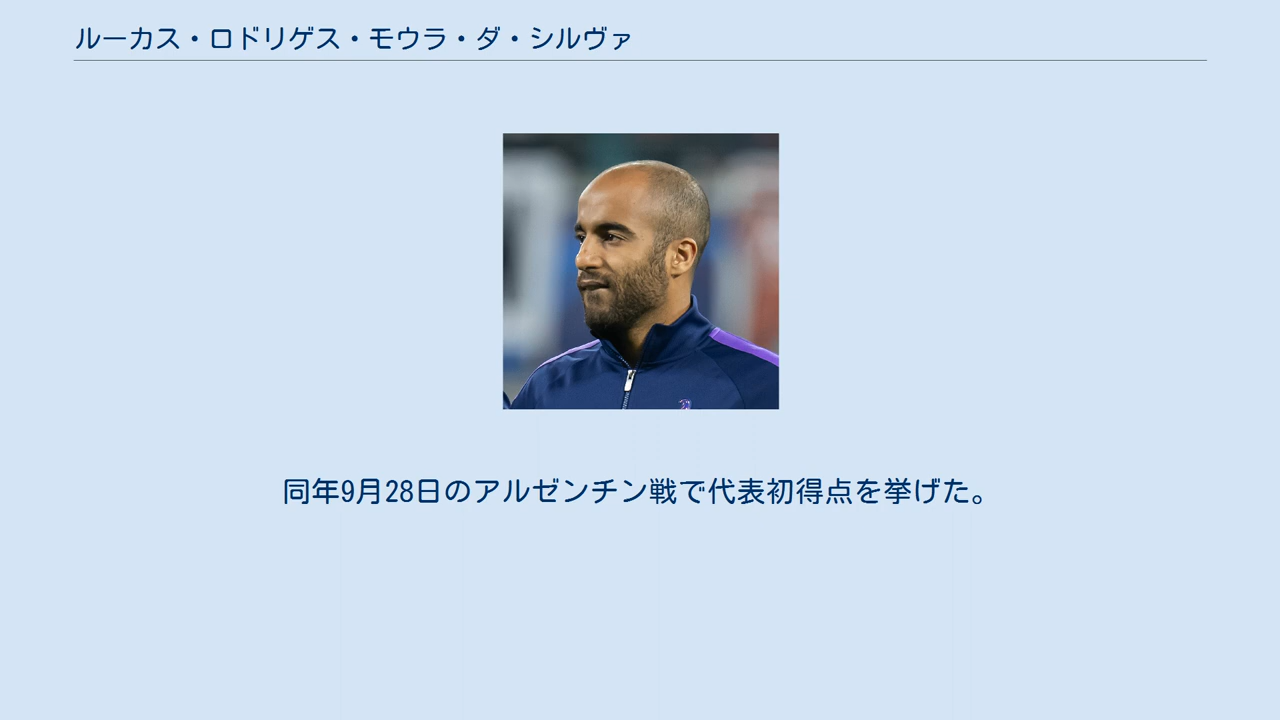 ルーカス・ロドリゲス・モウラ・ダ・シルヴァ
同年9月28日のアルゼンチン戦で代表初得点を挙げた。